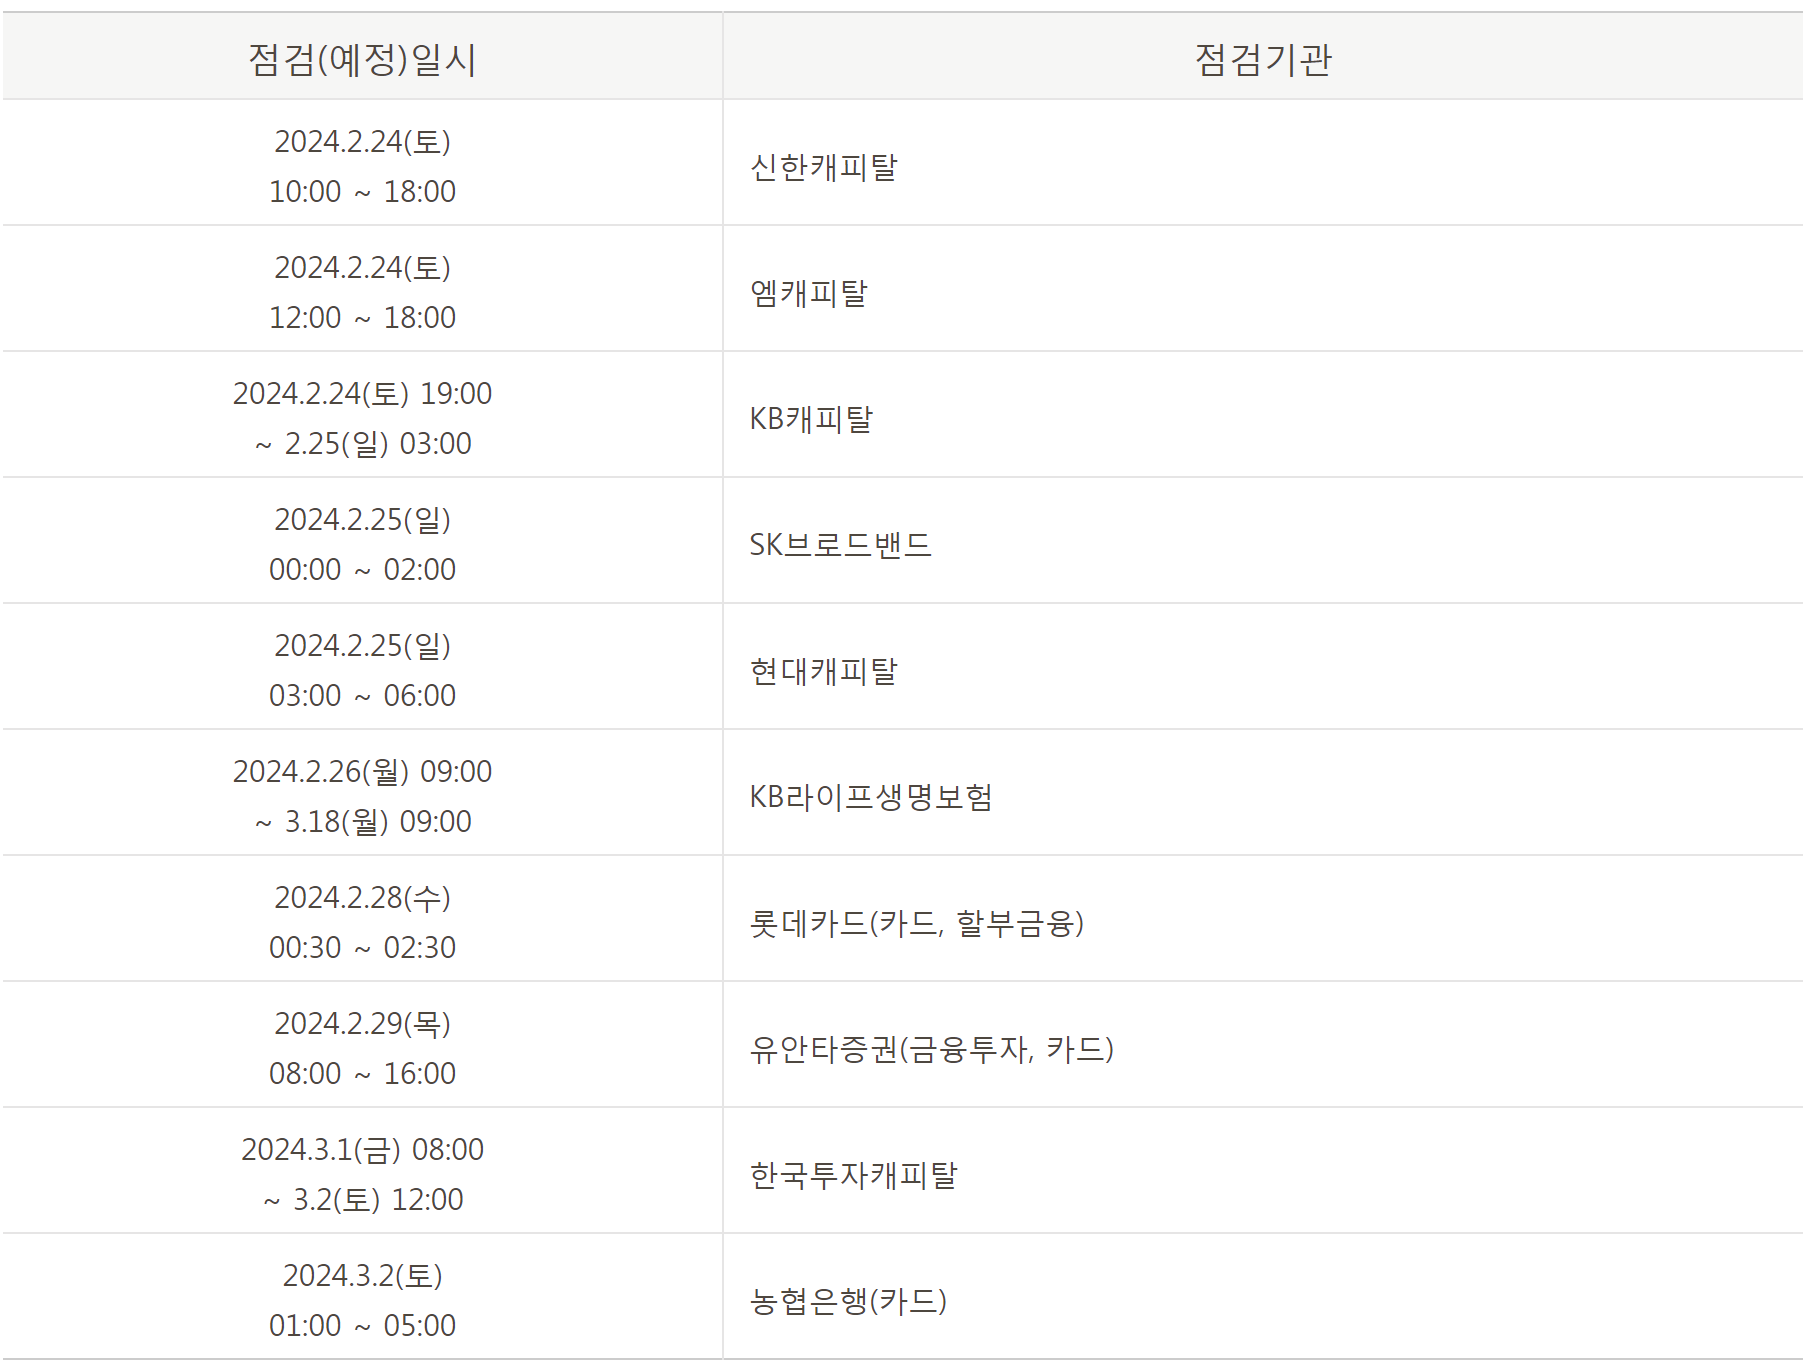 점검(예정)일시 점검기관
2024.2.24(토)
10:00 ~ 18:00
신한캐피탈
2024.2.24(토)
12:00 ~ 18:00
엠캐피탈
2024.2.24(토) 19:00
~ 2.25(일) 03:00
KB캐피탈
2024.2.25(일)
00:00 ~ 02:00
SK브로드밴드
2024.2.25(일)
03:00 ~ 06:00
현대캐피탈
2024.2.26(월) 09:00
~ 3.18(월) 09:00
KB라이프생명보험
2024.2.28(수)
00:30 ~ 02:30
롯데카드(카드, 할부금융)
2024.2.29(목)
08:00 ~ 16:00
유안타증권(금융투자, 카드)
2024.3.1(금) 08:00
~ 3.2(토) 12:00
한국투자캐피탈
2024.3.2(토)
01:00 ~ 05:00
농협은행(카드)